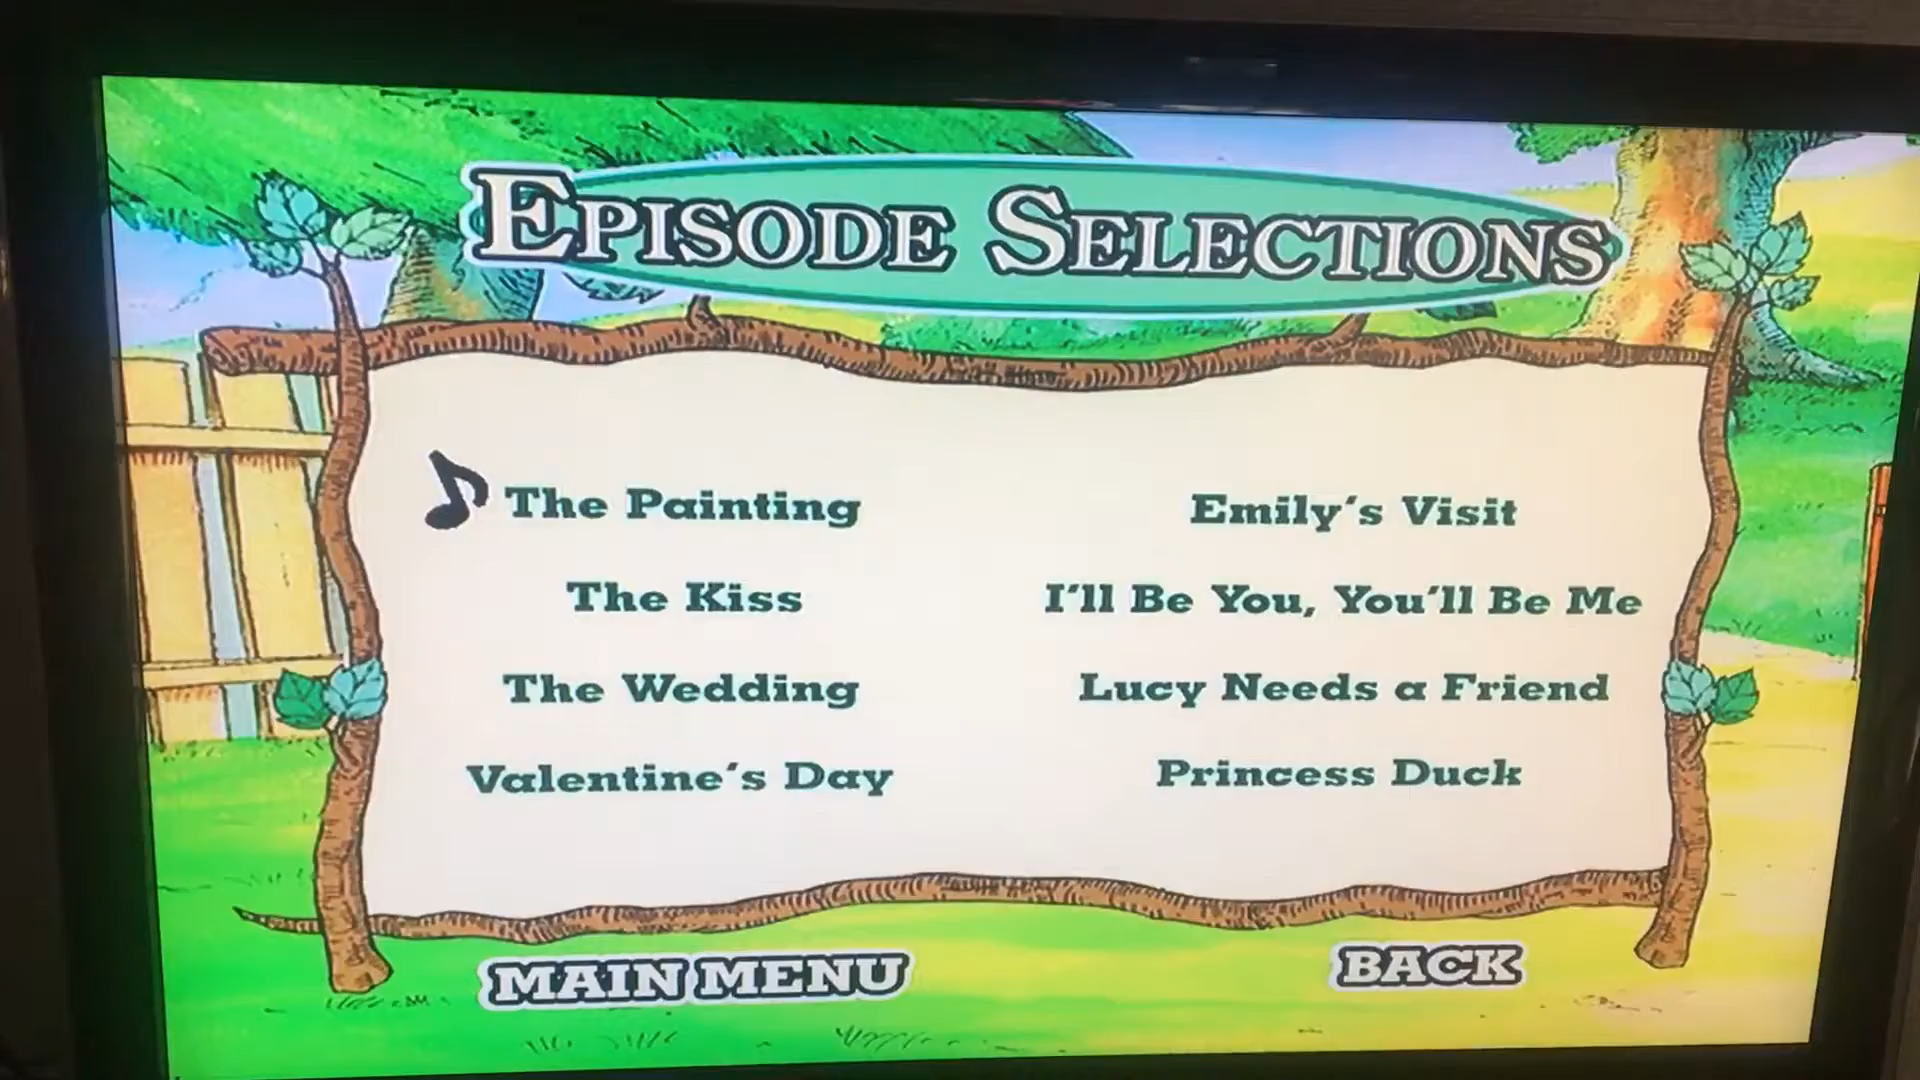 EPISODE SELECTIONS
The Painting
The Kiss
The Wedding
Valentine's Day
Emily's Visit
I'll Be You, You'll Be Me
Lucy Needs a Friend
Princess Duck
MAIN MENU
BACK